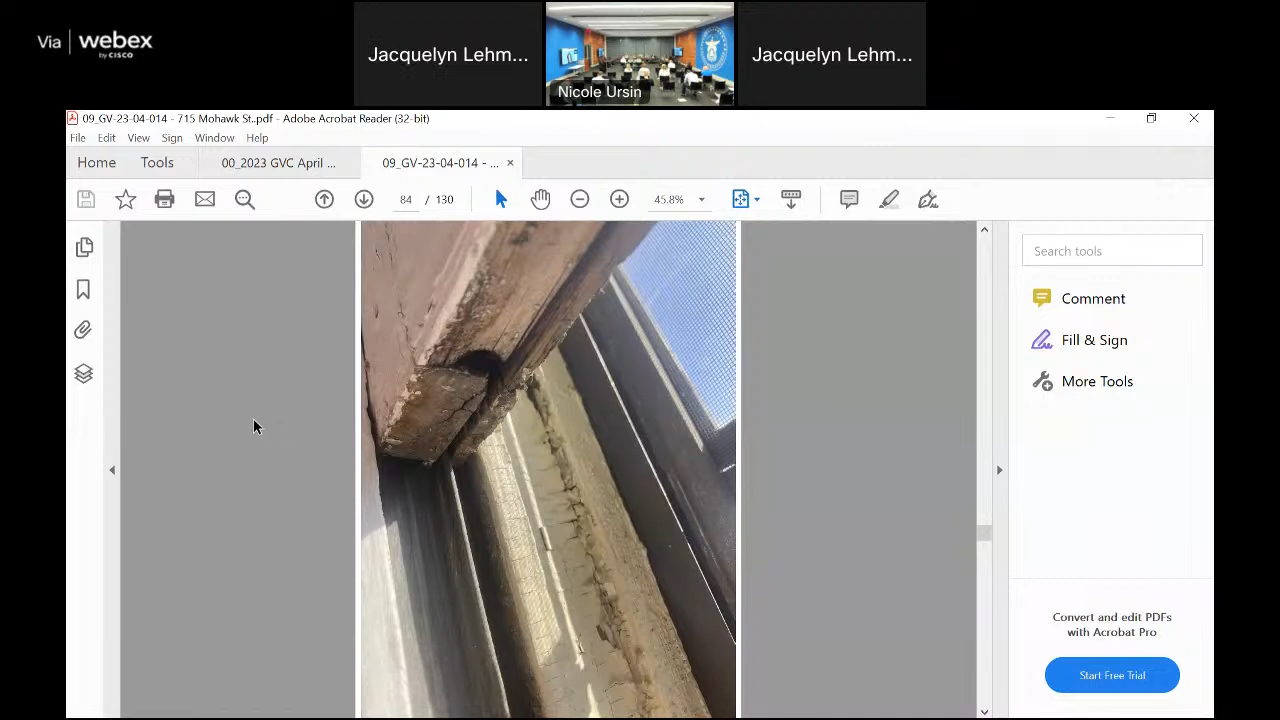 Via webex
by CISCO
Jacquelyn Lehm...
Nicole Ursin
Jacquelyn Lehm...
09_GV-23-04-014 - 715 Mohawk St..pdf - Adobe Acrobat Reader (32-bit)
File Edit View Sign Window Help
Home Tools 00_2023 GVC April ... 09_GV-23-04-014 - ... ×
84 / 130 45.8%
Search tools
Comment
Fill & Sign
More Tools
Convert and edit PDFs
with Acrobat Pro
Start Free Trial